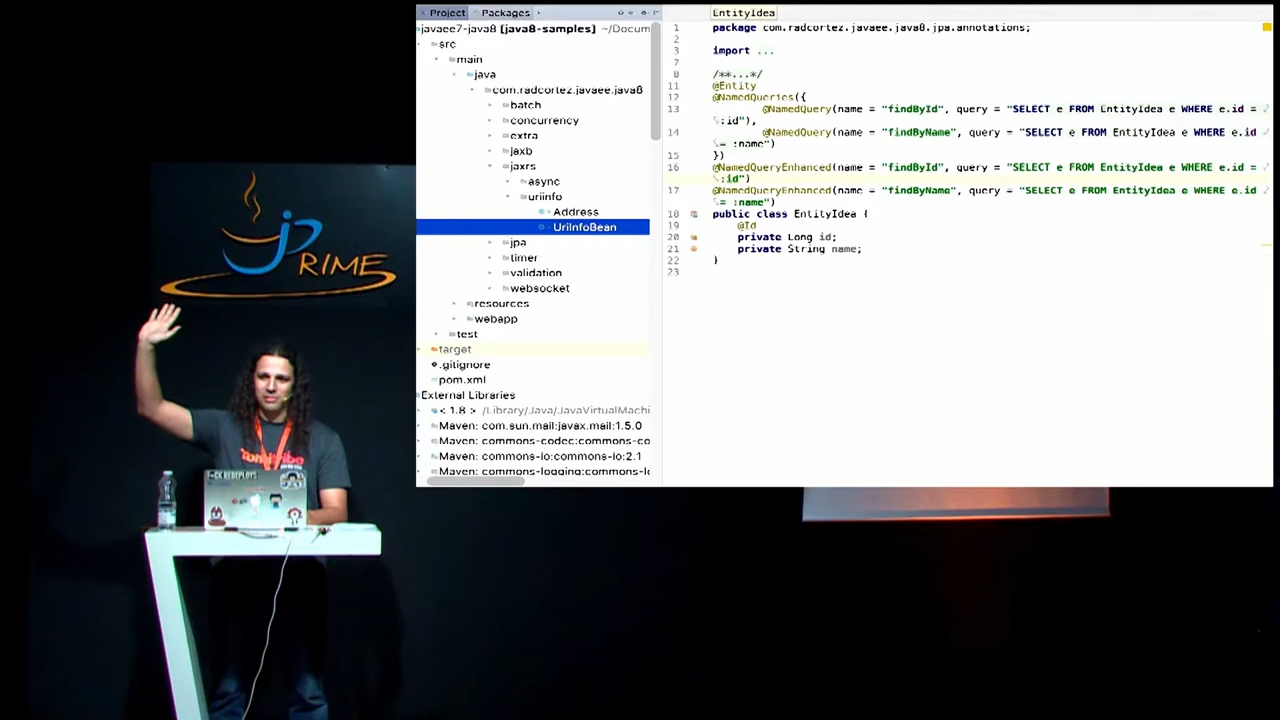 Project
Packages
javaee7-java8 [java8-samples] ~/Docum
src
main
java
com.radcortez.javaee.java8
batch
concurrency
extra
jaxb
jaxrs
async
uriinfo
Address
UriInfoBean
jpa
timer
validation
websocket
resources
webapp
test
target
.gitignore
pom.xml
External Libraries
< 1.8 > /Library/Java/JavaVirtualMachi
Maven: com.sun.mail:javax.mail:1.5.0
Maven: commons-codec:commons-co
Maven: commons-io:commons-io:2.1
Maven: commons-logging:commons-lo
EntityIdea
1 package com.radcortez.javaee.java8.jpa.annotations;
2
3 import ...
7
8 /**...*/
11 @Entity
12 @NamedQueries({
13 @NamedQuery(name = "findById", query = "SELECT e FROM EntityIdea e WHERE e.id =
:id"),
14 @NamedQuery(name = "findByName", query = "SELECT e FROM EntityIdea e WHERE e.id
= :name")
15 })
16 @NamedQueryEnhanced(name = "findById", query = "SELECT e FROM EntityIdea e WHERE e.id =
:id")
17 @NamedQueryEnhanced(name = "findByName", query = "SELECT e FROM EntityIdea e WHERE e.id
= :name")
18 public class EntityIdea {
19 @Id
20 private Long id;
21 private String name;
22 }
23
jPRIME
tomitribe
REDEPLOYS